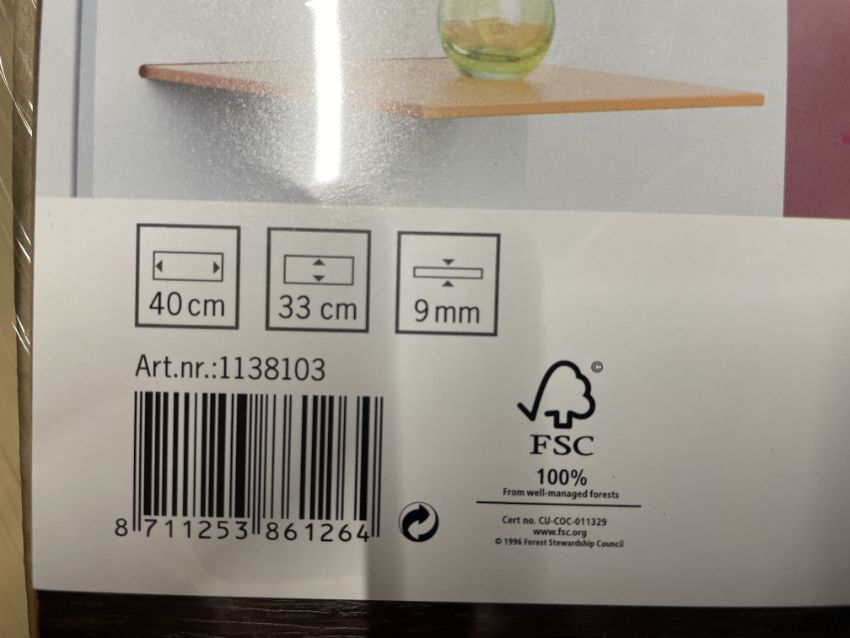 40 cm
33 cm
9 mm
Art.nr.:1138103
8 711253 861264
©
FSC
100%
From well-managed forests
Cert no. CU-COC-011329
www.fsc.org
© 1996 Forest Stewardship Council